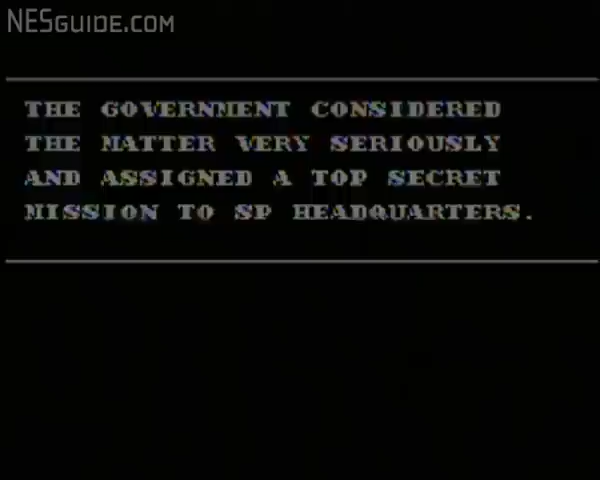 NESguide.com
THE GOVERNMENT CONSIDERED
THE MATTER VERY SERIOUSLY
AND ASSIGNED A TOP SECRET
MISSION TO SP HEADQUARTERS.